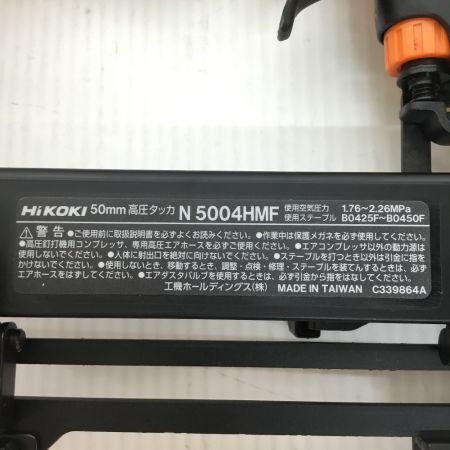 HiKOKI 50mm 高圧タッカ N 5004HMF 使用空気圧力 1.76~2.26MPa
使用ステープル B0425F~B0450F
⚠警告 ●ご使用前に取扱説明書を必ずよくお読みください。●作業中は保護メガネを必ず使用してください。
●高圧釘打機用コンプレッサ、専用高圧エアホースを必ずご使用ください。●エアコンプレッサ以外の動力源は
使用しないでください。●人体に射出口を絶対に向けないでください。●ステープルを打つとき以外は引金に指を
かけないでください。●使用しないとき、移動するとき、調整・点検・修理・ステープルを装てんするときは、必ず
エアホースをはずしてください。●エアダスタバルブを使用するときは、必ず引金から指をはなしてください。
工機ホールディングス(株) MADE IN TAIWAN C339864A